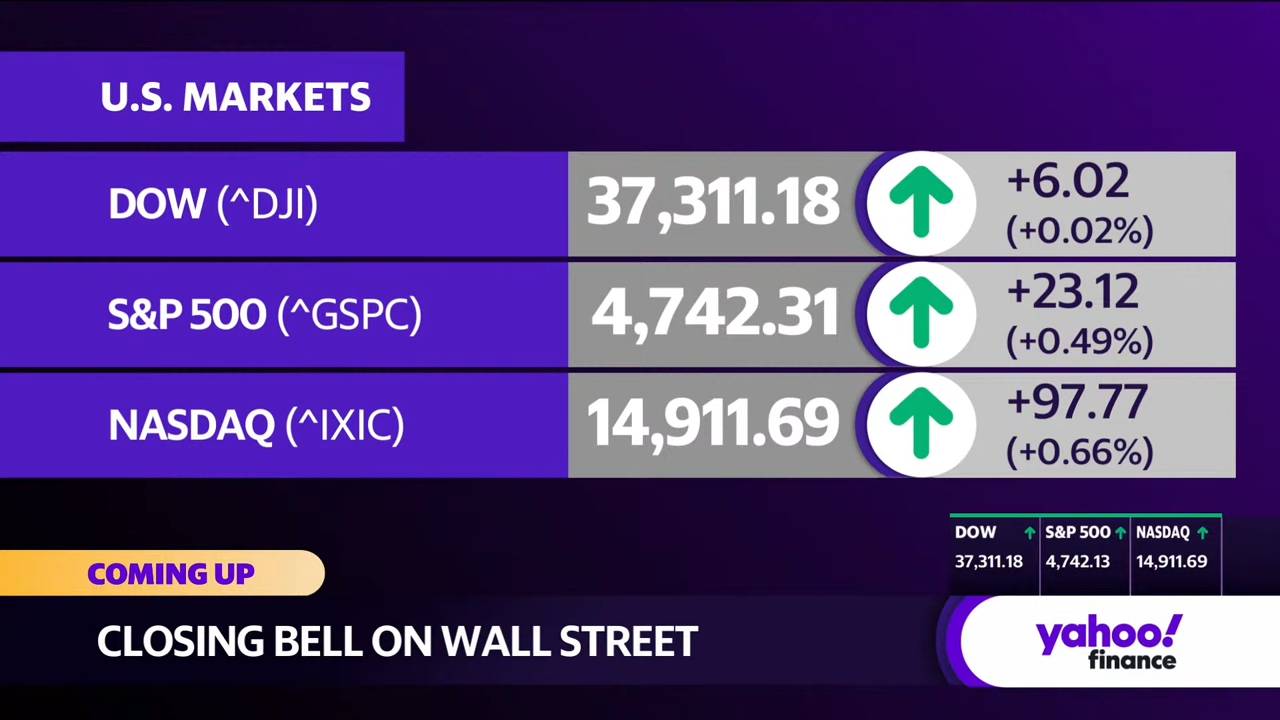 U.S. MARKETS
DOW (^DJI) 37,311.18 +6.02 (+0.02%)
S&P 500 (^GSPC) 4,742.31 +23.12 (+0.49%)
NASDAQ (^IXIC) 14,911.69 +97.77 (+0.66%)
DOW S&P 500 NASDAQ
37,311.18 4,742.13 14,911.69
COMING UP
CLOSING BELL ON WALL STREET
yahoo!
finance